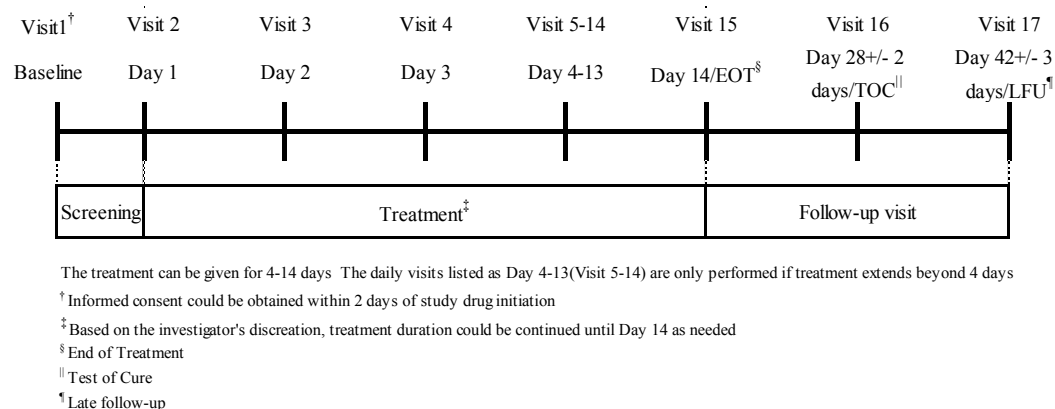 Visit1† Visit 2 Visit 3 Visit 4 Visit 5-14 Visit 15 Visit 16 Visit 17
Baseline Day 1 Day 2 Day 3 Day 4-13 Day 14/EOT§ Day 28+/- 2 days/TOC|| Day 42+/- 3 days/LFU¶
Screening Treatment‡ Follow-up visit
The treatment can be given for 4-14 days The daily visits listed as Day 4-13(Visit 5-14) are only performed if treatment extends beyond 4 days
† Informed consent could be obtained within 2 days of study drug initiation
‡ Based on the investigator's discreation, treatment duration could be continued until Day 14 as needed
§ End of Treatment
|| Test of Cure
¶ Late follow-up